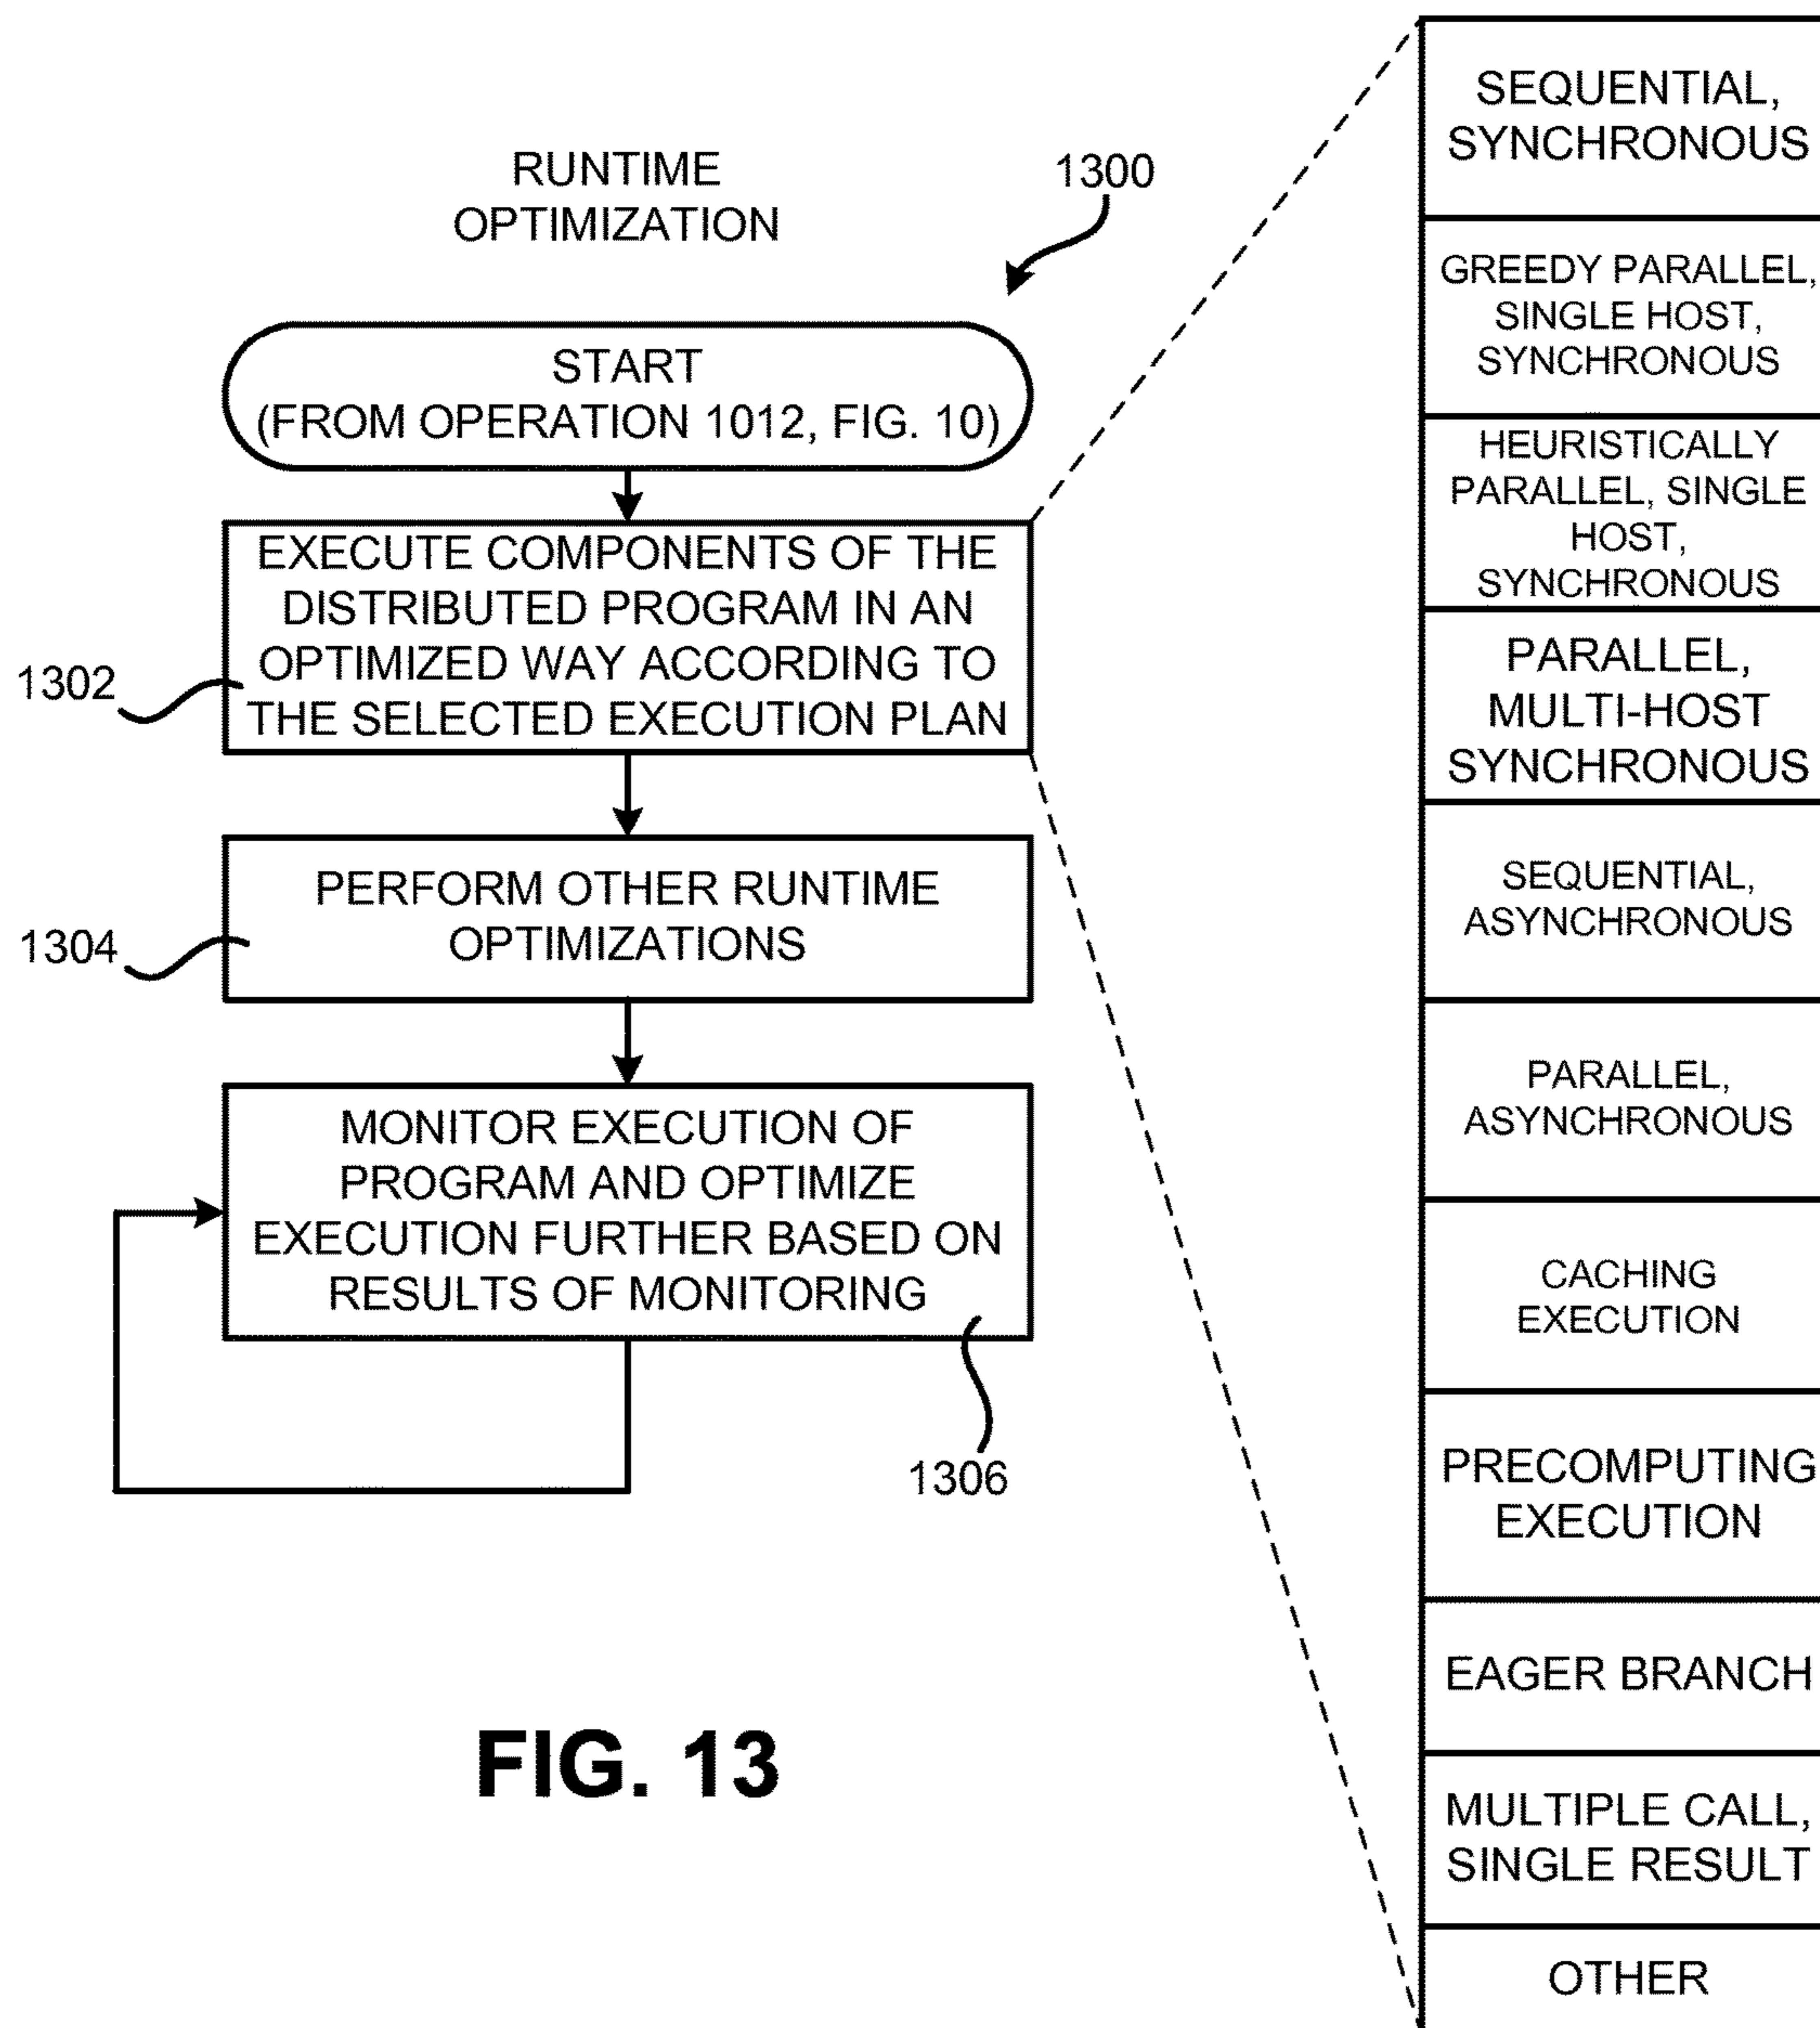 RUNTIME
OPTIMIZATION
1300
START
(FROM OPERATION 1012, FIG. 10)
EXECUTE COMPONENTS OF THE
DISTRIBUTED PROGRAM IN AN
OPTIMIZED WAY ACCORDING TO
THE SELECTED EXECUTION PLAN
1302
PERFORM OTHER RUNTIME
OPTIMIZATIONS
1304
MONITOR EXECUTION OF
PROGRAM AND OPTIMIZE
EXECUTION FURTHER BASED ON
RESULTS OF MONITORING
1306
FIG. 13
SEQUENTIAL,
SYNCHRONOUS
GREEDY PARALLEL,
SINGLE HOST,
SYNCHRONOUS
HEURISTICALLY
PARALLEL, SINGLE
HOST,
SYNCHRONOUS
PARALLEL,
MULTI-HOST
SYNCHRONOUS
SEQUENTIAL,
ASYNCHRONOUS
PARALLEL,
ASYNCHRONOUS
CACHING
EXECUTION
PRECOMPUTING
EXECUTION
EAGER BRANCH
MULTIPLE CALL,
SINGLE RESULT
OTHER